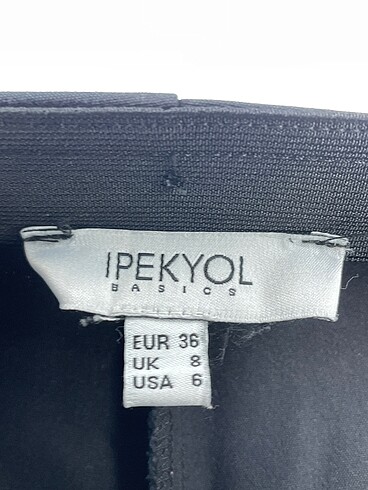 IPEKYOL
BASICS
EUR 36
UK 8
USA 6